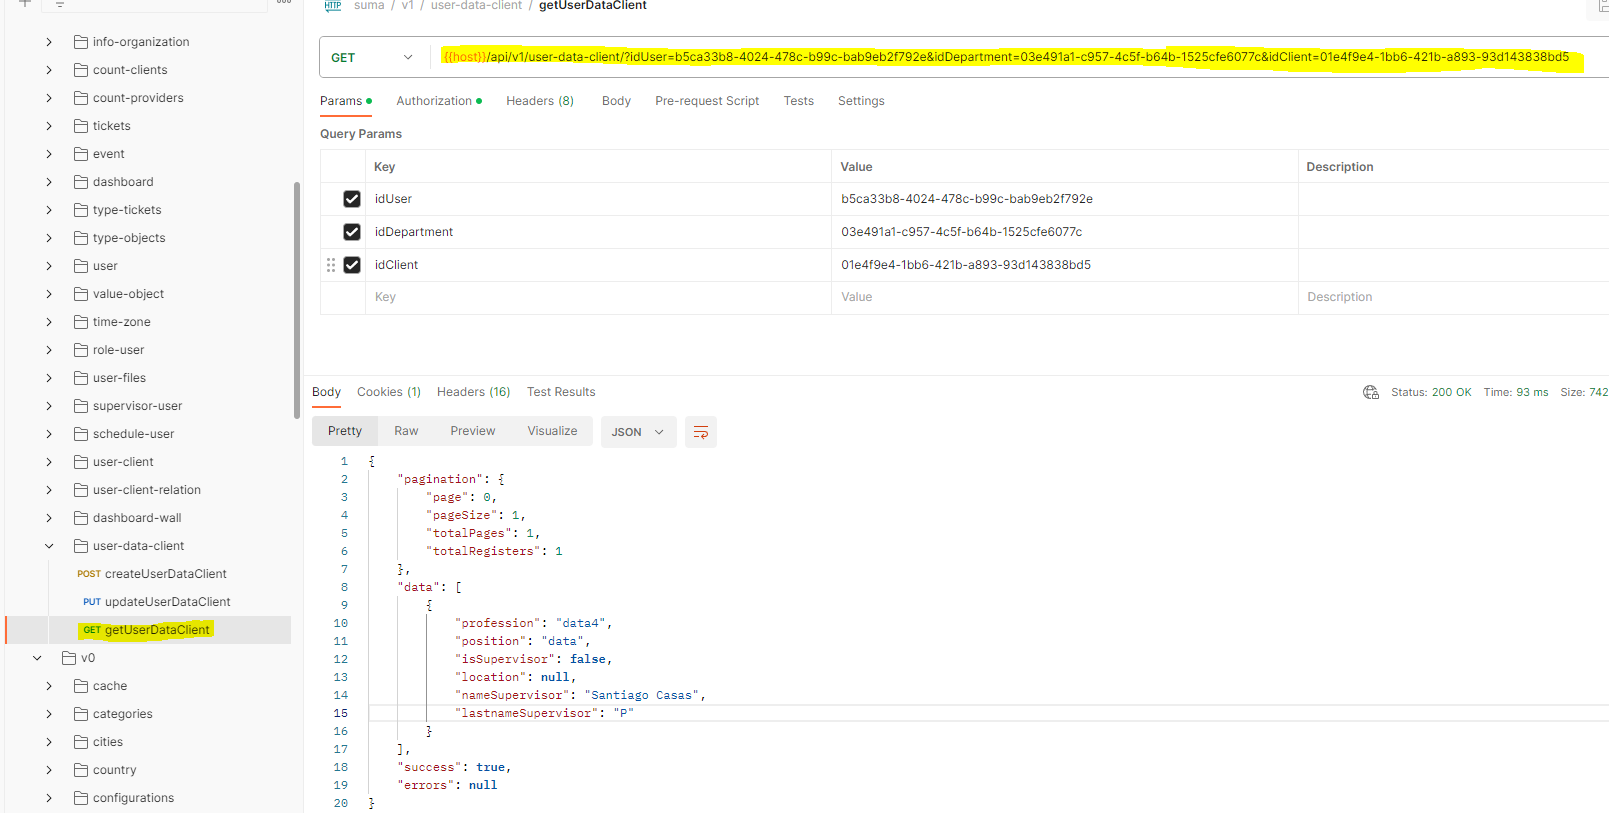 info-organization
count-clients
count-providers
tickets
event
dashboard
type-tickets
type-objects
user
value-object
time-zone
role-user
user-files
supervisor-user
schedule-user
user-client
user-client-relation
dashboard-wall
user-data-client
POST createUserDataClient
PUT updateUserDataClient
GET getUserDataClient
v0
cache
categories
cities
country
configurations
HTTP suma / v1 / user-data-client / getUserDataClient
GET {{host}}/api/v1/user-data-client/?idUser=b5ca33b8-4024-478c-b99c-bab9eb2f792e&idDepartment=03e491a1-c957-4c5f-b64b-1525cfe6077c&idClient=01e4f9e4-1bb6-421b-a893-93d143838bd5
Params Authorization Headers (8) Body Pre-request Script Tests Settings
Query Params
Key Value Description
idUser b5ca33b8-4024-478c-b99c-bab9eb2f792e
idDepartment 03e491a1-c957-4c5f-b64b-1525cfe6077c
idClient 01e4f9e4-1bb6-421b-a893-93d143838bd5
Key Value Description
Body Cookies (1) Headers (16) Test Results Status: 200 OK Time: 93 ms Size: 742
Pretty Raw Preview Visualize JSON
1 {
2 "pagination": {
3 "page": 0,
4 "pageSize": 1,
5 "totalPages": 1,
6 "totalRegisters": 1
7 },
8 "data": [
9 {
10 "profession": "data4",
11 "position": "data",
12 "isSupervisor": false,
13 "location": null,
14 "nameSupervisor": "Santiago Casas",
15 "lastnameSupervisor": "P"
16 }
17 ],
18 "success": true,
19 "errors": null
20 }